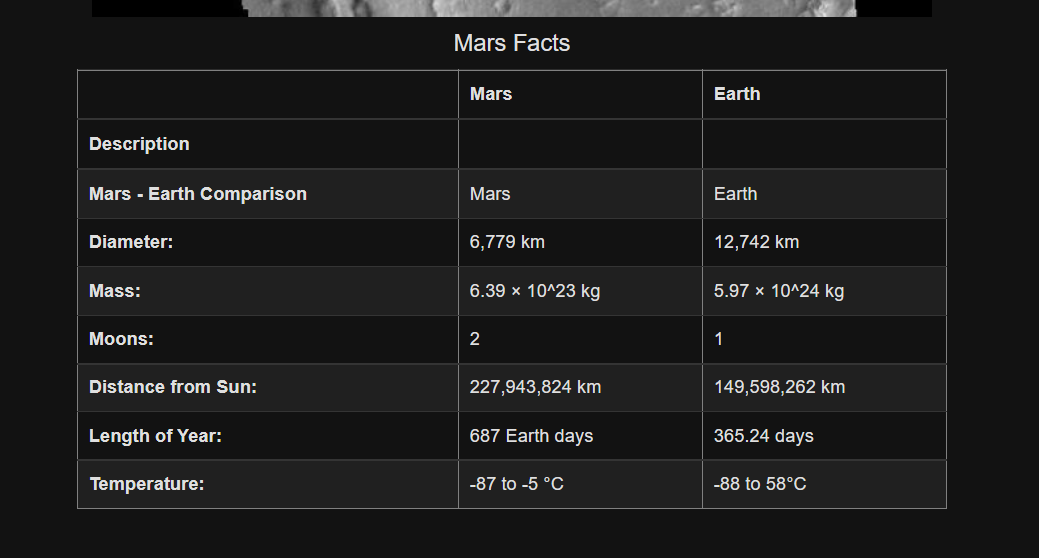 Mars Facts
Mars Earth
Description
Mars - Earth Comparison Mars Earth
Diameter: 6,779 km 12,742 km
Mass: 6.39 × 10^23 kg 5.97 × 10^24 kg
Moons: 2 1
Distance from Sun: 227,943,824 km 149,598,262 km
Length of Year: 687 Earth days 365.24 days
Temperature: -87 to -5 °C -88 to 58°C